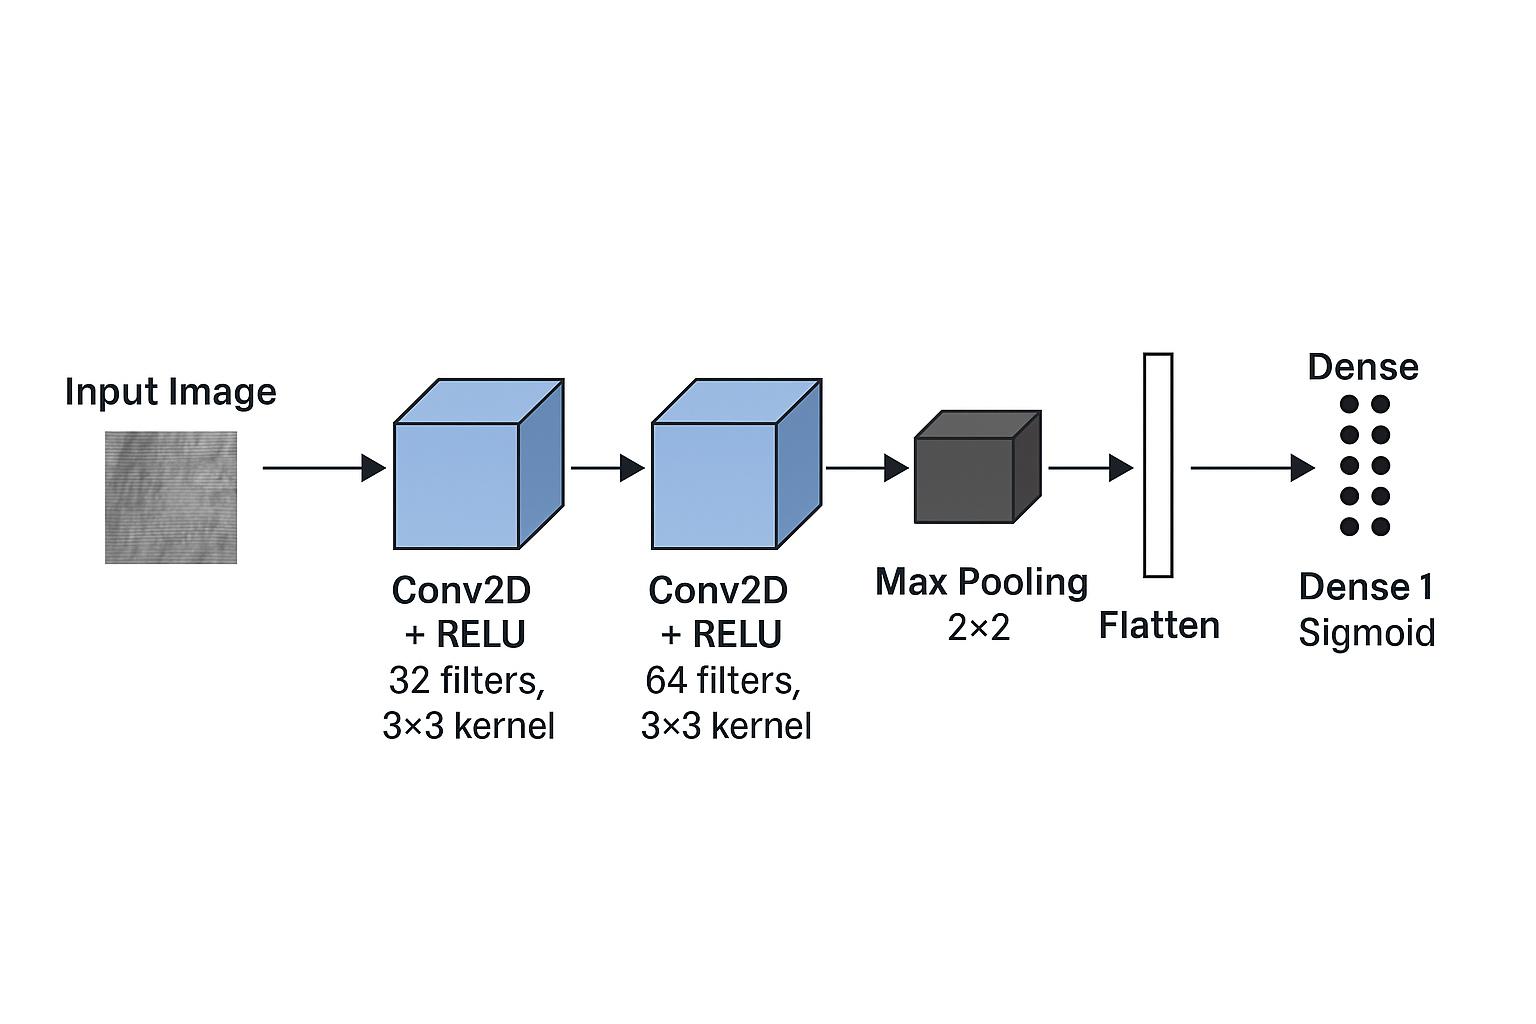 Input Image
Conv2D
+ RELU
32 filters,
3×3 kernel
Conv2D
+ RELU
64 filters,
3×3 kernel
Max Pooling
2×2
Flatten
Dense
Dense 1
Sigmoid